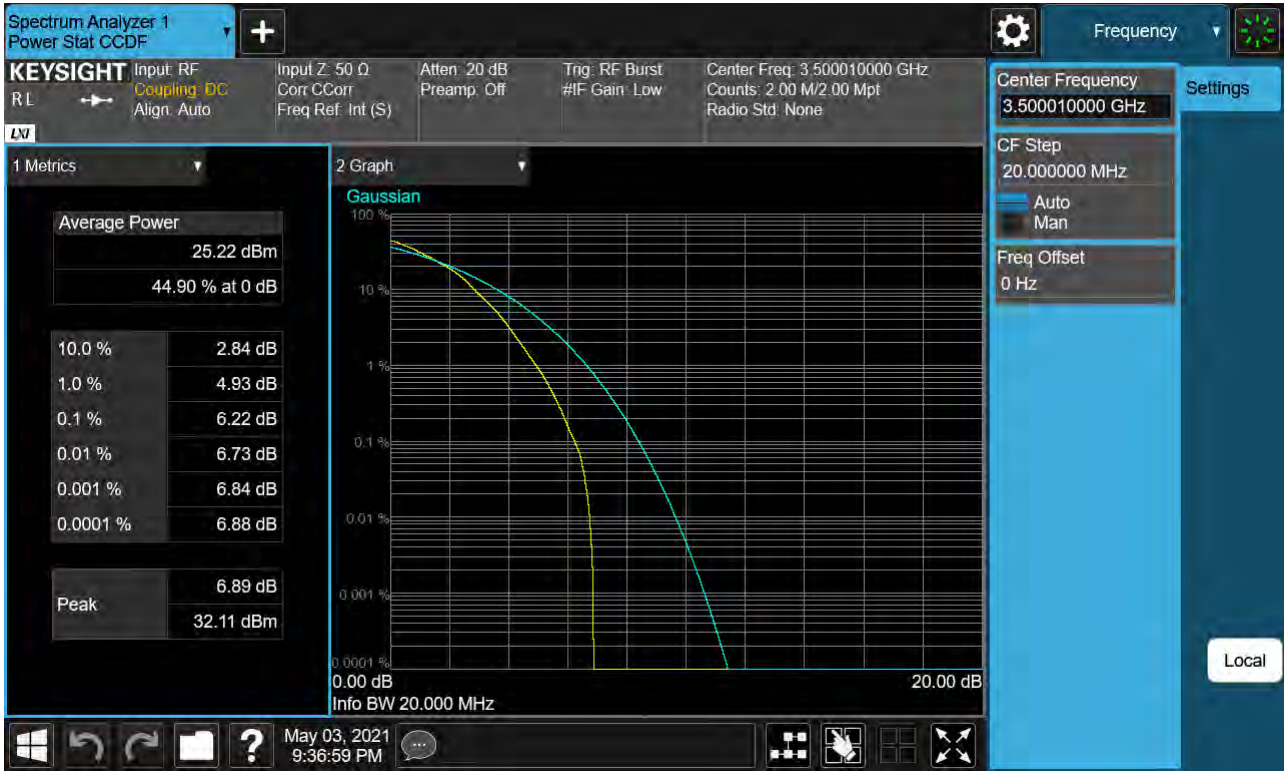 Spectrum Analyzer 1
Power Stat CCDF
Frequency
KEYSIGHT
R L
LXI
Input: RF
Coupling: DC
Align: Auto
Input Z: 50 Ω
Corr CCorr
Freq Ref: Int (S)
Atten: 20 dB
Preamp: Off
Trig: RF Burst
#IF Gain: Low
Center Freq: 3.500010000 GHz
Counts: 2.00 M/2.00 Mpt
Radio Std: None
Center Frequency
3.500010000 GHz
Settings
CF Step
20.000000 MHz
Auto
Man
Freq Offset
0 Hz
1 Metrics
Average Power
25.22 dBm
44.90 % at 0 dB
10.0 % 2.84 dB
1.0 % 4.93 dB
0.1 % 6.22 dB
0.01 % 6.73 dB
0.001 % 6.84 dB
0.0001 % 6.88 dB
Peak
6.89 dB
32.11 dBm
2 Graph
Gaussian
100 %
10 %
1 %
0.1 %
0.01 %
0.001 %
0.0001 %
0.00 dB
20.00 dB
Info BW 20.000 MHz
Local
?
May 03, 2021
9:36:59 PM